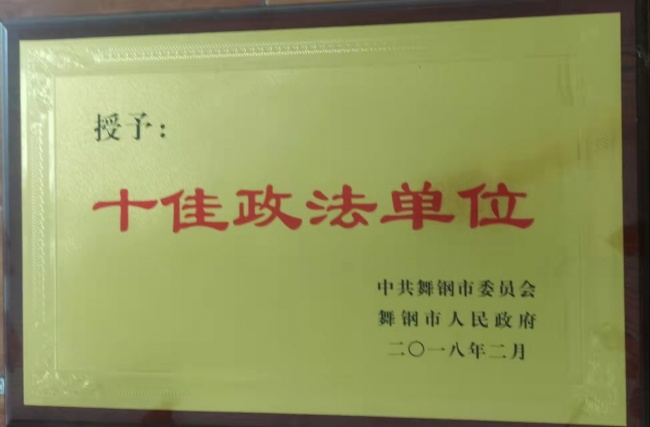 授予：
十佳政法单位
中共舞钢市委员会
舞钢市人民政府
二〇一八年二月